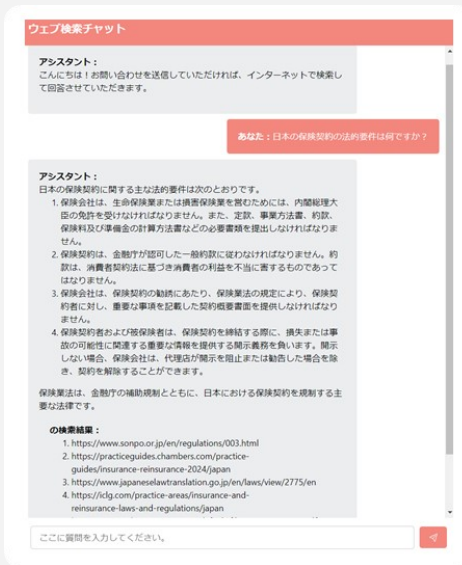 ウェブ検索チャット
アシスタント：
こんにちは！お問い合わせを送信していただければ、インターネットで検索し
て回答させていただきます。
あなた：日本の保険契約の法的要件は何ですか？
アシスタント：
日本の保険契約に関する主な法的要件は次のとおりです。
1. 保険会社は、生命保険業または損害保険業を営むためには、内閣総理大
臣の免許を受けなければなりません。また、定款、事業方法書、約款、
保険料及び準備金の計算方法書などの必要書類を提出しなければなりま
せん。
2. 保険契約は、金融庁が認可した一般約款に従わなければなりません。約
款は、消費者契約法に基づき消費者の利益を不当に害するものであって
はなりません。
3. 保険会社は、保険契約の勧誘にあたり、保険業法の規定により、保険契
約者に対し、重要な事項を記載した契約概要書面を提供しなければなり
ません。
4. 保険契約者および被保険者は、保険契約を締結する際に、損失または事
故の可能性に関連する重要な情報を提供する開示義務を負います。開示
しない場合、保険会社は、代理店が開示を阻止または勧告した場合を除
き、契約を解除することができます。
保険業法は、金融庁の補助規制とともに、日本における保険契約を規制する主
要な法律です。
の検索結果：
1. https://www.sonpo.or.jp/en/regulations/003.html
2. https://practiceguides.chambers.com/practice-
guides/insurance-reinsurance-2024/japan
3. https://www.japaneselawtranslation.go.jp/en/laws/view/2775/en
4. https://iclg.com/practice-areas/insurance-and-
reinsurance-laws-and-regulations/japan
ここに質問を入力してください。